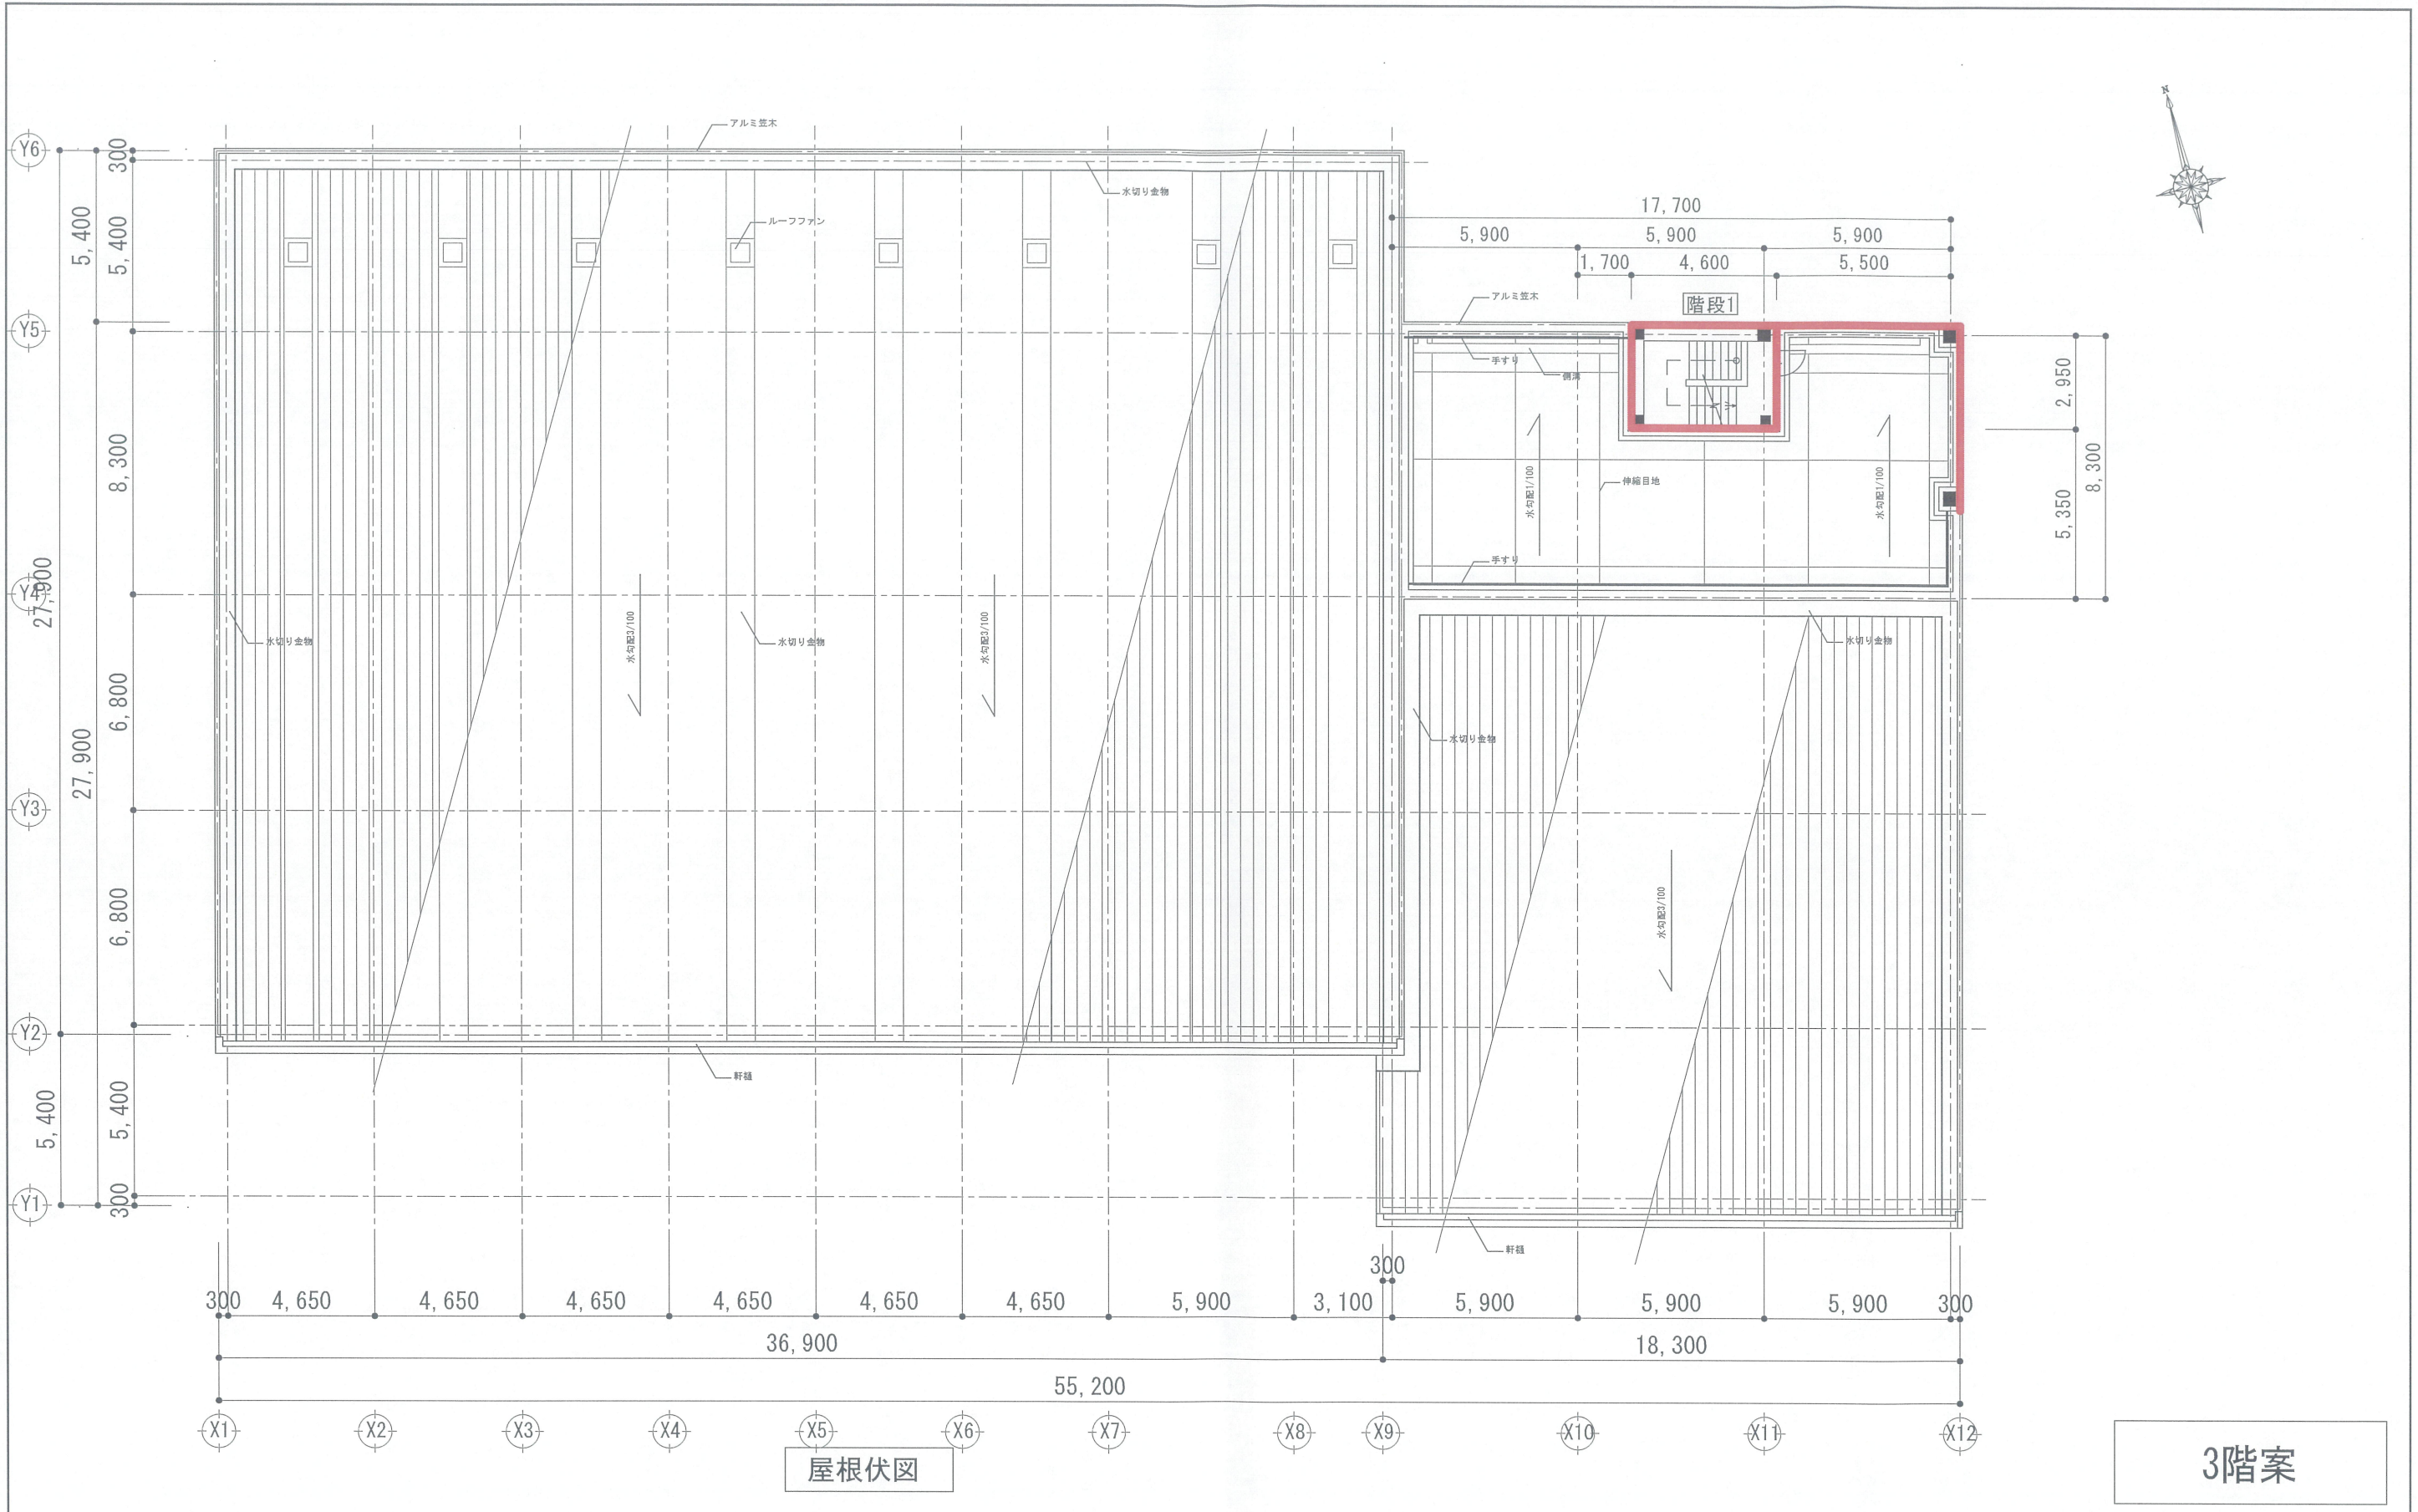 N
アルミ笠木
水切り金物
ルーフファン
17,700
5,900
5,900
5,900
1,700
4,600
5,500
階段1
アルミ笠木
手すり
側溝
水勾配1/100
伸縮目地
水勾配1/100
手すり
2,950
5,350
8,300
Y6
Y5
Y4
Y3
Y2
Y1
300
5,400
5,400
8,300
27,900
6,800
27,900
6,800
5,400
5,400
300
水切り金物
水勾配3/100
水切り金物
水勾配3/100
水切り金物
水切り金物
水勾配3/100
軒樋
軒樋
300
300
4,650
4,650
4,650
4,650
4,650
4,650
5,900
3,100
5,900
5,900
5,900
300
36,900
18,300
55,200
X1
X2
X3
X4
X5
X6
X7
X8
X9
X10
X11
X12
屋根伏図
3階案